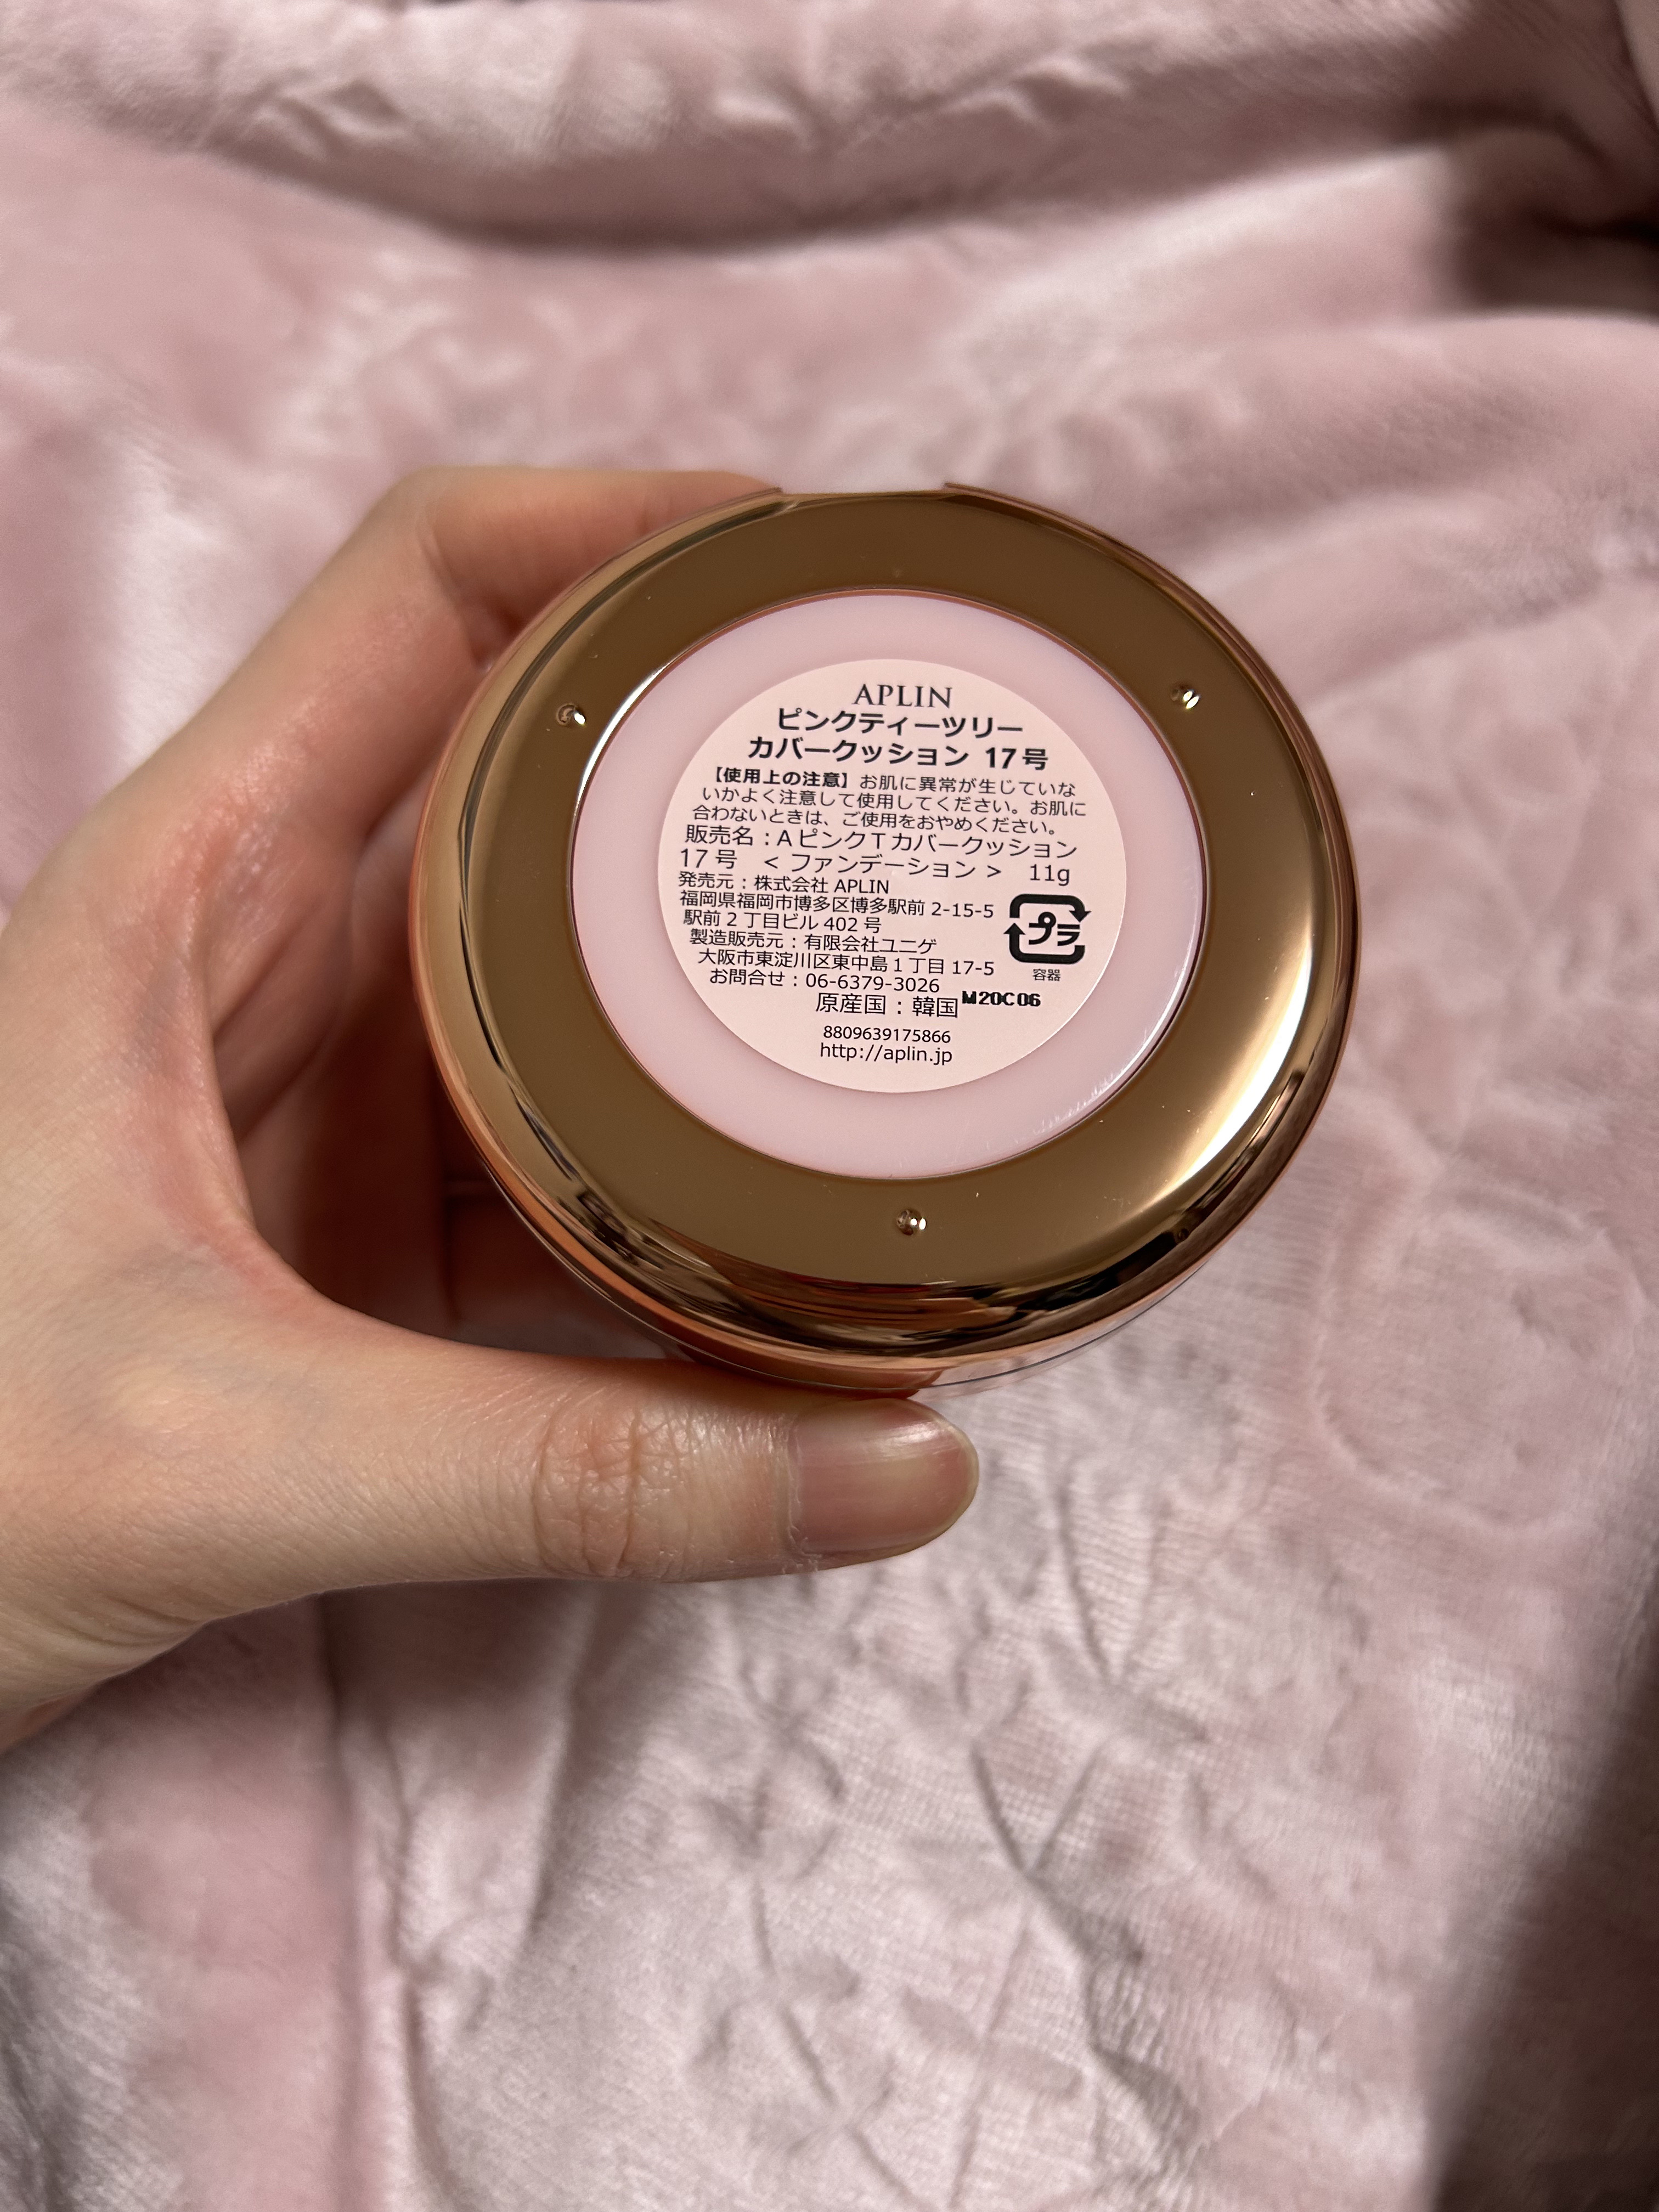 APLIN
ピンクティーツリー
カバークッション 17号
【使用上の注意】お肌に異常が生じていな
いかよく注意して使用してください。お肌に
合わないときは、ご使用をおやめください。
販売名：AピンクTカバークッション
17号 ＜ファンデーション＞ 11g
発売元：株式会社 APLIN
福岡県福岡市博多区博多駅前 2-15-5
駅前2丁目ビル 402号
製造販売元：有限会社ユニゲ
大阪市東淀川区東中島1丁目 17-5
お問合せ：06-6379-3026
プラ
容器
原産国：韓国 M20C06
8809639175866
http://aplin.jp